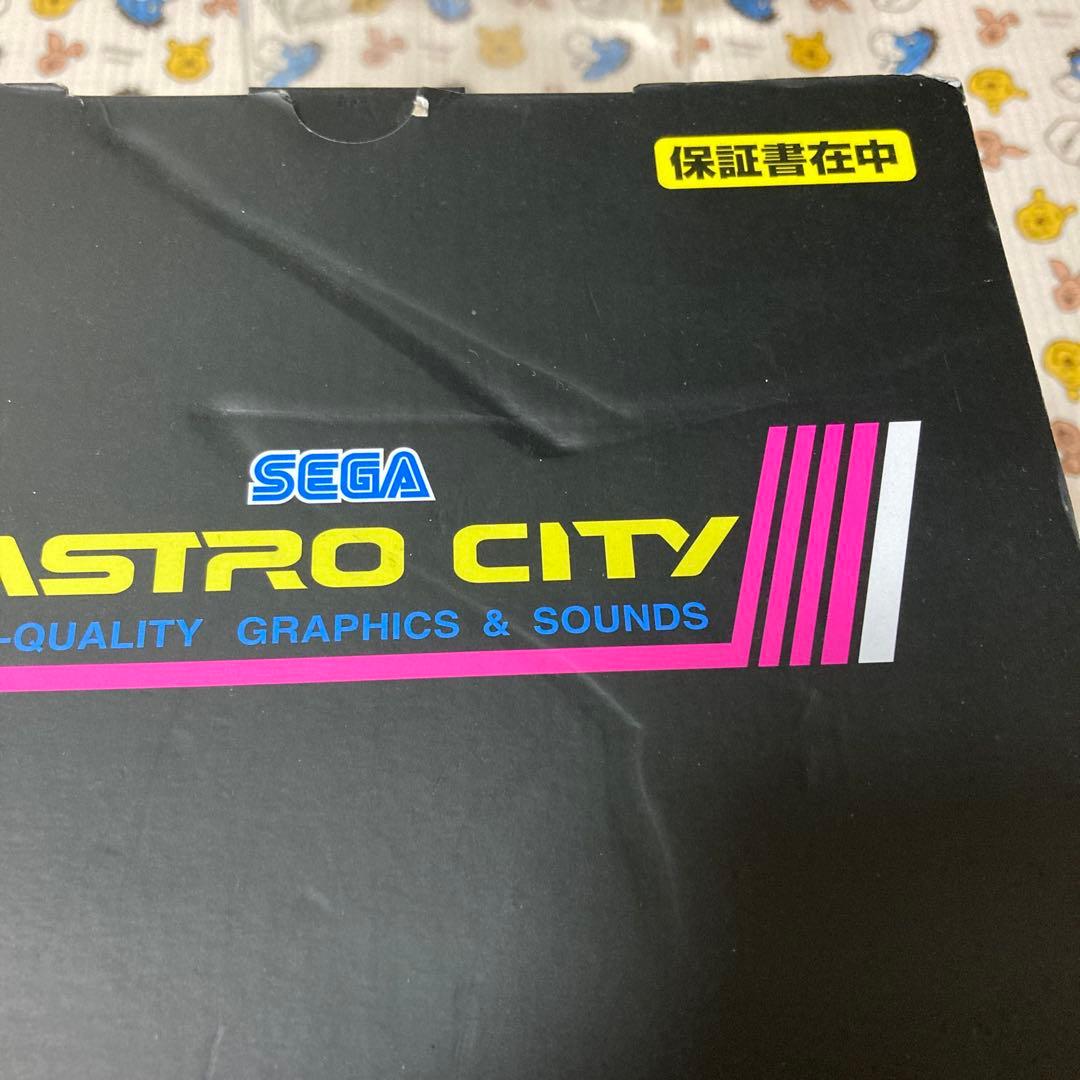 保証書在中
SEGA
ASTRO CITY
-QUALITY GRAPHICS & SOUNDS